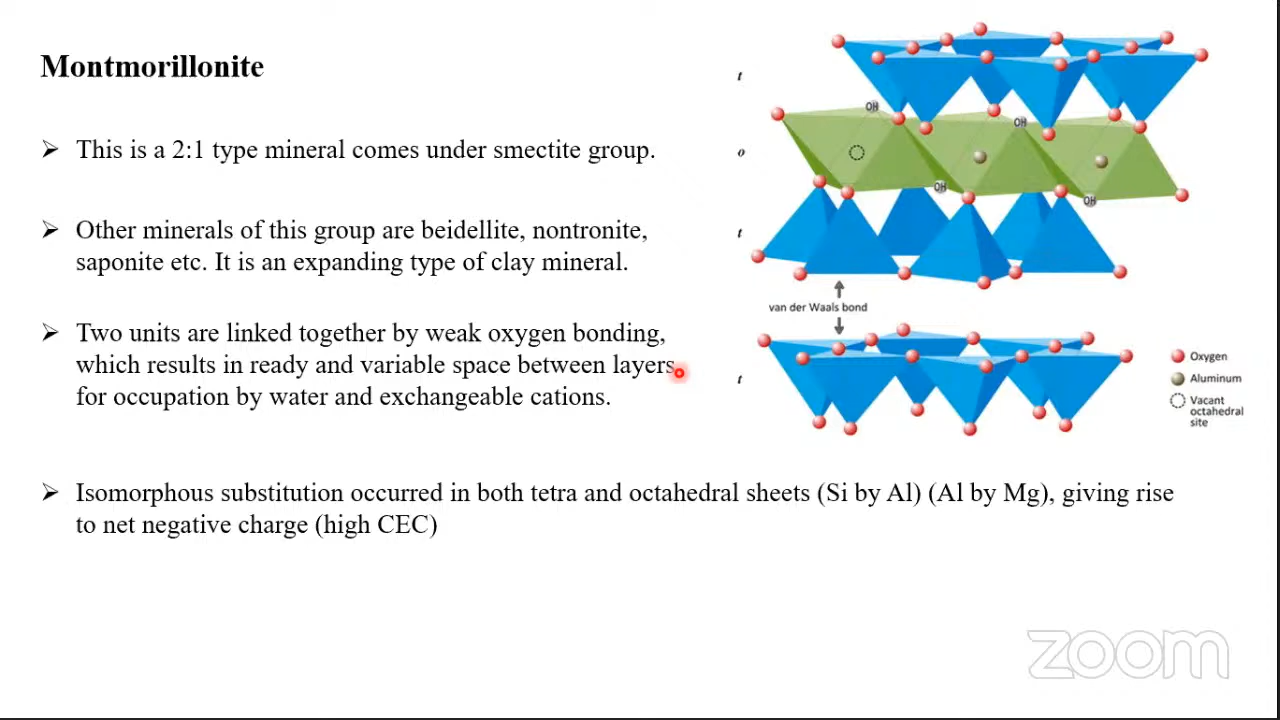 Montmorillonite
➢ This is a 2:1 type mineral comes under smectite group.
➢ Other minerals of this group are beidellite, nontronite,
saponite etc. It is an expanding type of clay mineral.
➢ Two units are linked together by weak oxygen bonding,
which results in ready and variable space between layers
for occupation by water and exchangeable cations.
➢ Isomorphous substitution occurred in both tetra and octahedral sheets (Si by Al) (Al by Mg), giving rise
to net negative charge (high CEC)
t
OH
OH
o
OH
OH
t
van der Waals bond
t
Oxygen
Aluminum
Vacant
octahedral
site
zoom